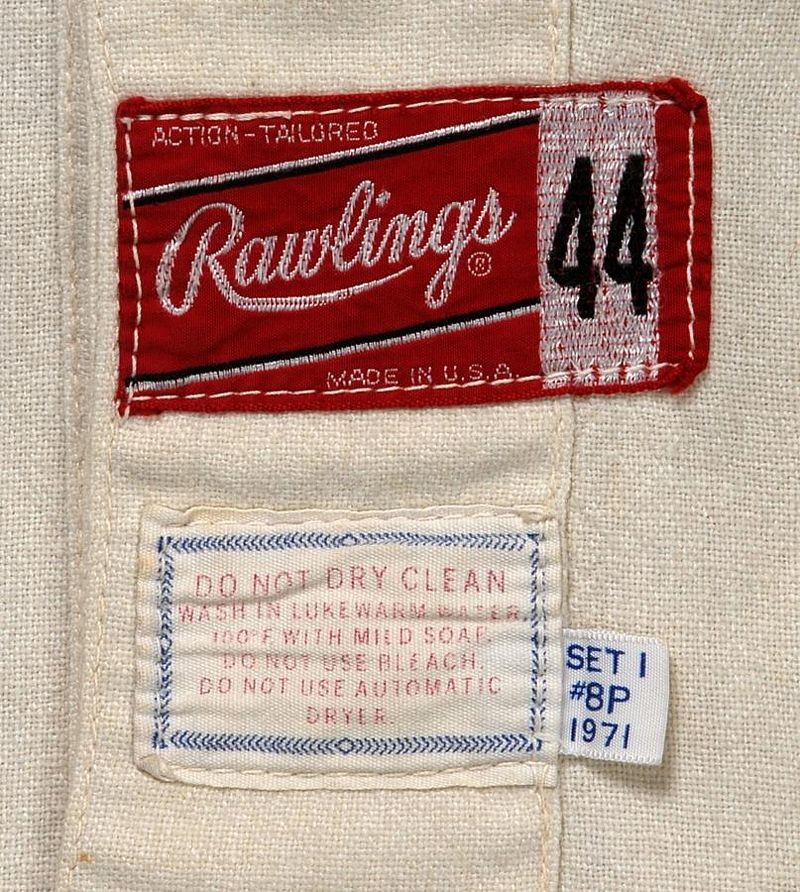 ACTION-TAILORED
Rawlings®
44
MADE IN U.S.A.
DO NOT DRY CLEAN
WASH IN LUKEWARM WATER,
100°F WITH MILD SOAP.
DO NOT USE BLEACH.
DO NOT USE AUTOMATIC
DRYER.
SET 1
#8P
1971